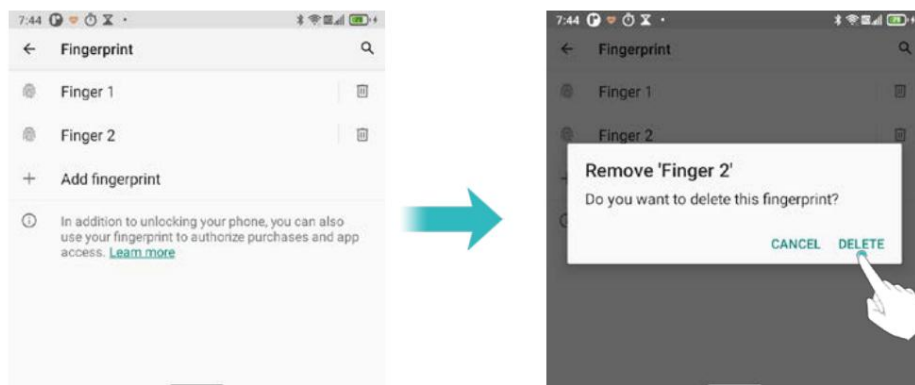 7:44
Fingerprint
Finger 1
Finger 2
Add fingerprint
In addition to unlocking your phone, you can also
use your fingerprint to authorize purchases and app
access. Learn more
7:44
Fingerprint
Finger 1
Finger 2
Remove 'Finger 2'
Do you want to delete this fingerprint?
CANCEL DELETE